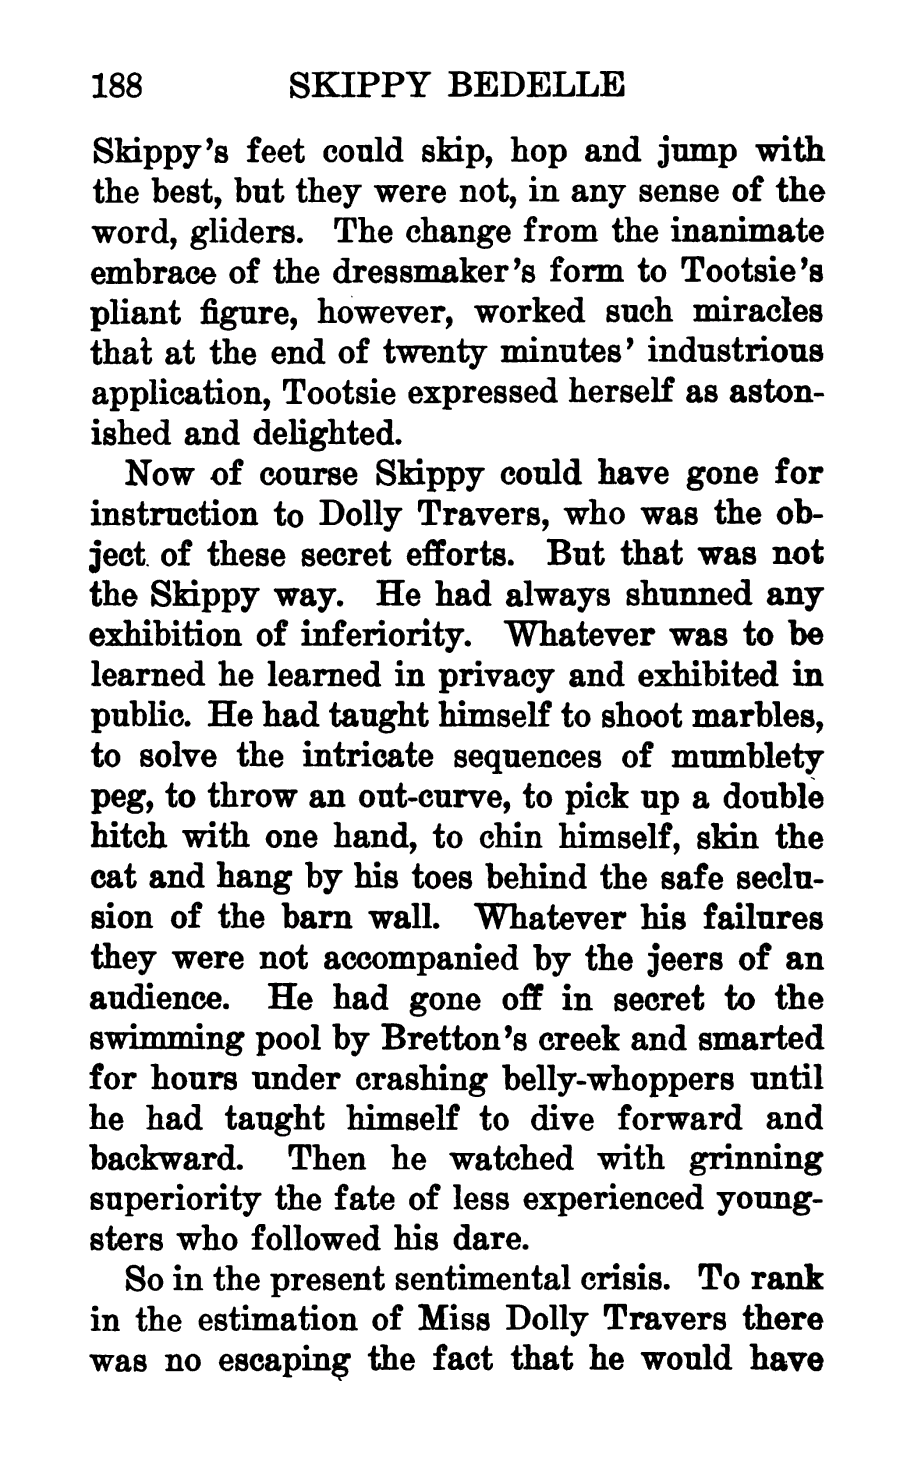 188 SKIPPY BEDELLE
Skippy's feet could skip, hop and jump with
the best, but they were not, in any sense of the
word, gliders. The change from the inanimate
embrace of the dressmaker's form to Tootsie's
pliant figure, however, worked such miracles
that at the end of twenty minutes' industrious
application, Tootsie expressed herself as aston-
ished and delighted.
Now of course Skippy could have gone for
instruction to Dolly Travers, who was the ob-
ject of these secret efforts. But that was not
the Skippy way. He had always shunned any
exhibition of inferiority. Whatever was to be
learned he learned in privacy and exhibited in
public. He had taught himself to shoot marbles,
to solve the intricate sequences of mumblety
peg, to throw an out-curve, to pick up a double
hitch with one hand, to chin himself, skin the
cat and hang by his toes behind the safe seclu-
sion of the barn wall. Whatever his failures
they were not accompanied by the jeers of an
audience. He had gone off in secret to the
swimming pool by Bretton's creek and smarted
for hours under crashing belly-whoppers until
he had taught himself to dive forward and
backward. Then he watched with grinning
superiority the fate of less experienced young-
sters who followed his dare.
So in the present sentimental crisis. To rank
in the estimation of Miss Dolly Travers there
was no escaping the fact that he would have